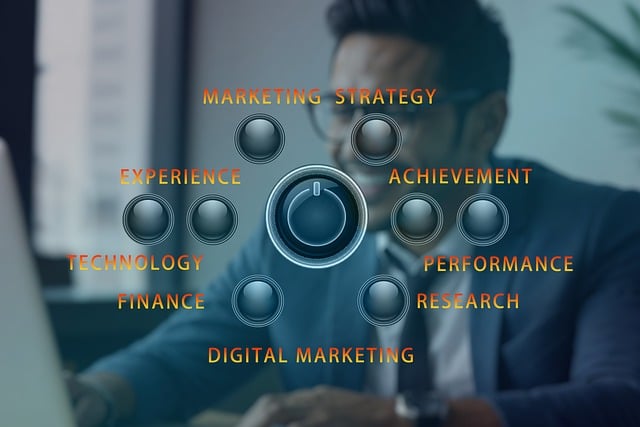 MARKETING STRATEGY
EXPERIENCE
ACHIEVEMENT
TECHNOLOGY
PERFORMANCE
FINANCE
RESEARCH
DIGITAL MARKETING